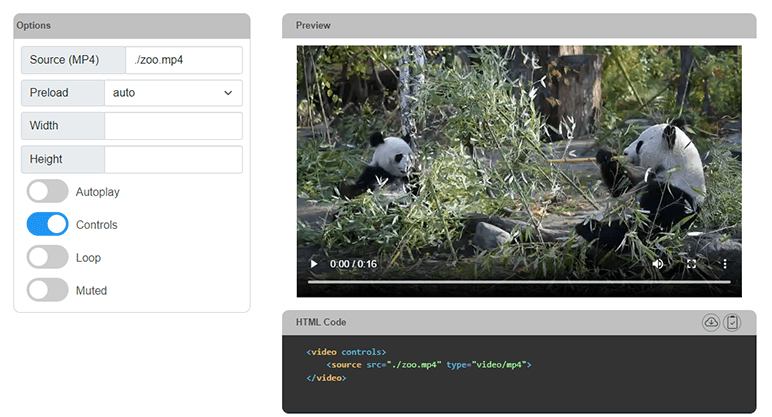 Options
Source (MP4) ./zoo.mp4
Preload auto
Width
Height
Autoplay
Controls
Loop
Muted
Preview
0:00 / 0:16
HTML Code
<video controls>
    <source src="./zoo.mp4" type="video/mp4">
</video>